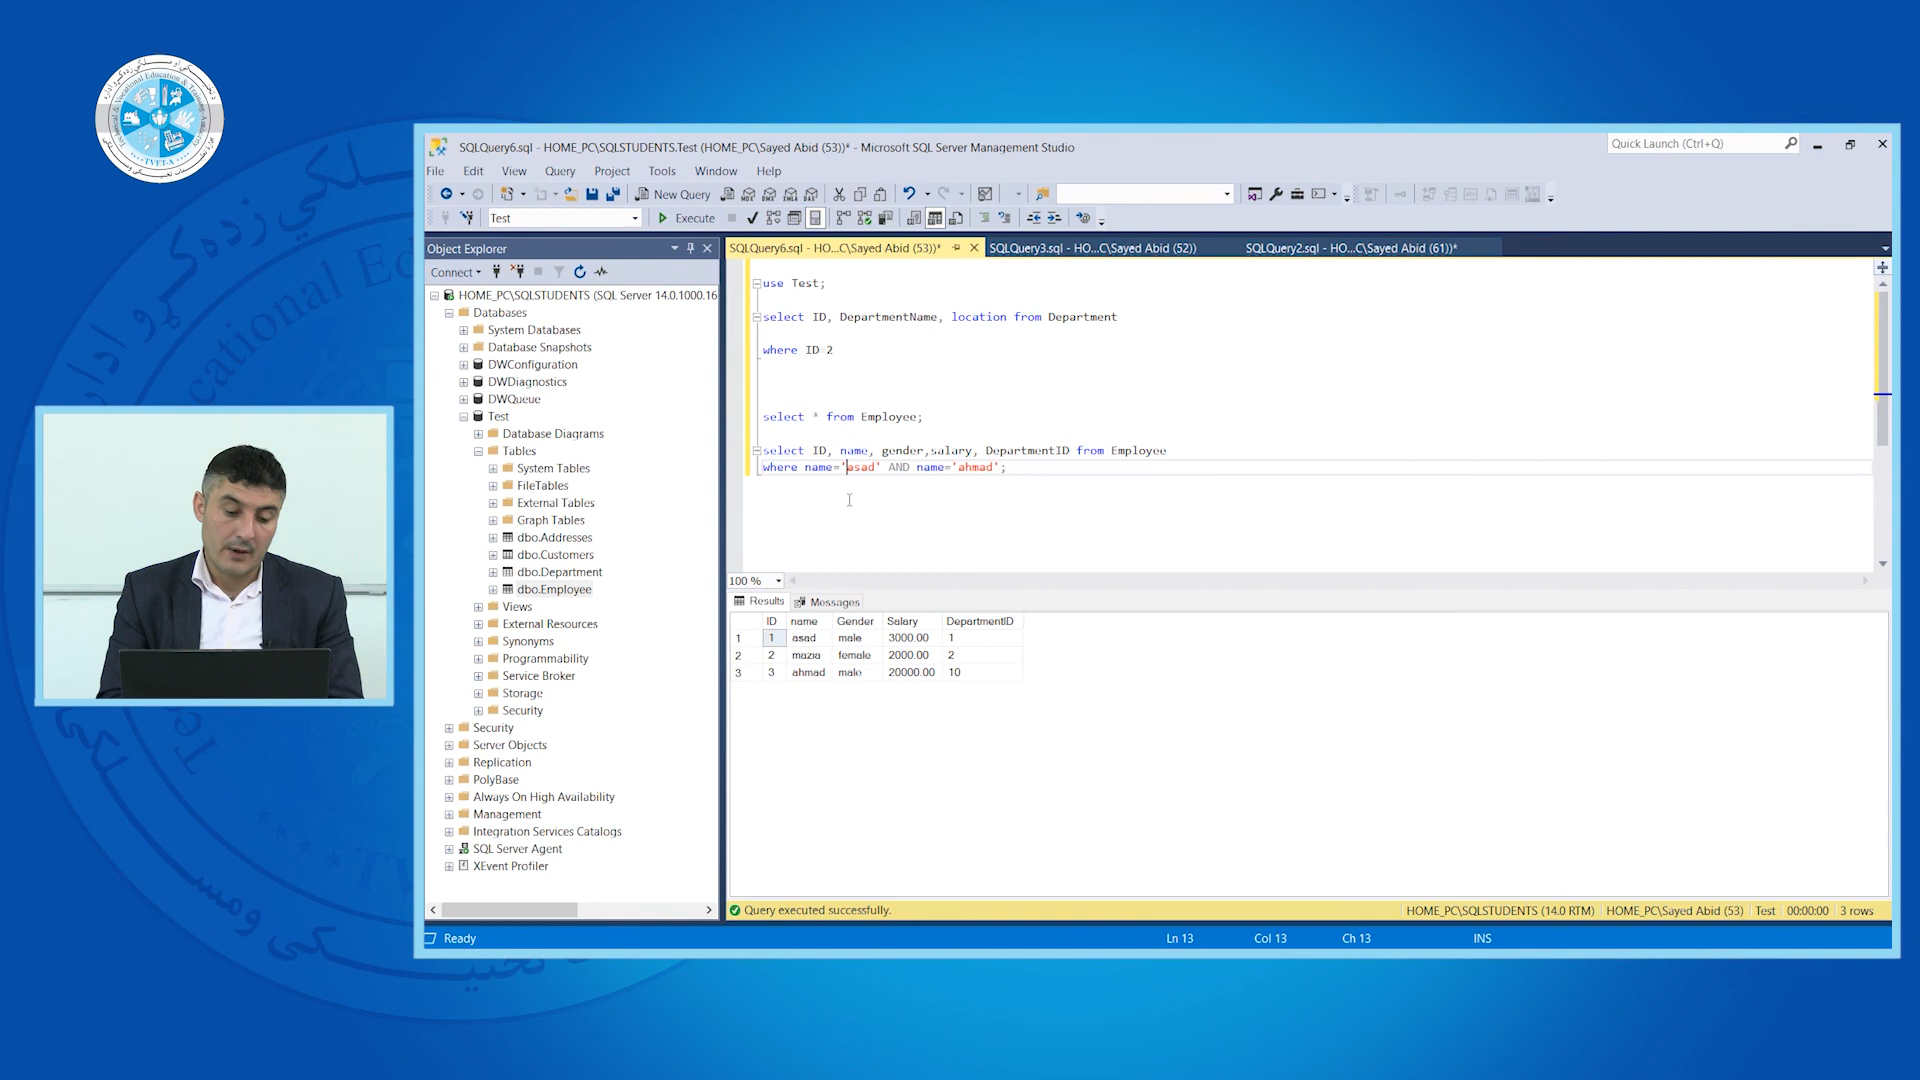 Technical & Vocational Education & Training Authority
TVET-A
SQLQuery6.sql - HOME_PC\SQLSTUDENTS.Test (HOME_PC\Sayed Abid (53))* - Microsoft SQL Server Management Studio
Quick Launch (Ctrl+Q)
File Edit View Query Project Tools Window Help
New Query
Test
Execute
Object Explorer
SQLQuery6.sql - HO...C\Sayed Abid (53))*
SQLQuery3.sql - HO...C\Sayed Abid (52))
SQLQuery2.sql - HO...C\Sayed Abid (61))*
Connect
HOME_PC\SQLSTUDENTS (SQL Server 14.0.1000.16
Databases
System Databases
Database Snapshots
DWConfiguration
DWDiagnostics
DWQueue
Test
Database Diagrams
Tables
System Tables
FileTables
External Tables
Graph Tables
dbo.Addresses
dbo.Customers
dbo.Department
dbo.Employee
Views
External Resources
Synonyms
Programmability
Service Broker
Storage
Security
Security
Server Objects
Replication
PolyBase
Always On High Availability
Management
Integration Services Catalogs
SQL Server Agent
XEvent Profiler
use Test;
select ID, DepartmentName, location from Department
where ID=2
select * from Employee;
select ID, name, gender,salary, DepartmentID from Employee
where name='asad' AND name='ahmad';
100 %
Results Messages
ID name Gender Salary DepartmentID
1 1 asad male 3000.00 1
2 2 mazia female 2000.00 2
3 3 ahmad male 20000.00 10
Query executed successfully.
HOME_PC\SQLSTUDENTS (14.0 RTM) HOME_PC\Sayed Abid (53) Test 00:00:00 3 rows
Ready
Ln 13 Col 13 Ch 13 INS